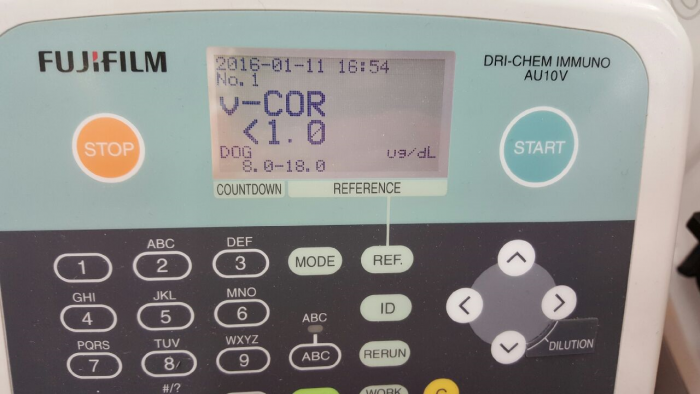 FUJIFILM
DRI-CHEM IMMUNO
AU10V
2016-01-11 16:54
No.1
v-COR
<1.0
DOG ug/dL
8.0-18.0
COUNTDOWN REFERENCE
STOP
START
ABC DEF
1 2 3 MODE REF.
GHI JKL MNO
4 5 6 ABC ID
PQRS TUV WXYZ
7 8 9 ABC RERUN
DILUTION
#/?
WORK
C